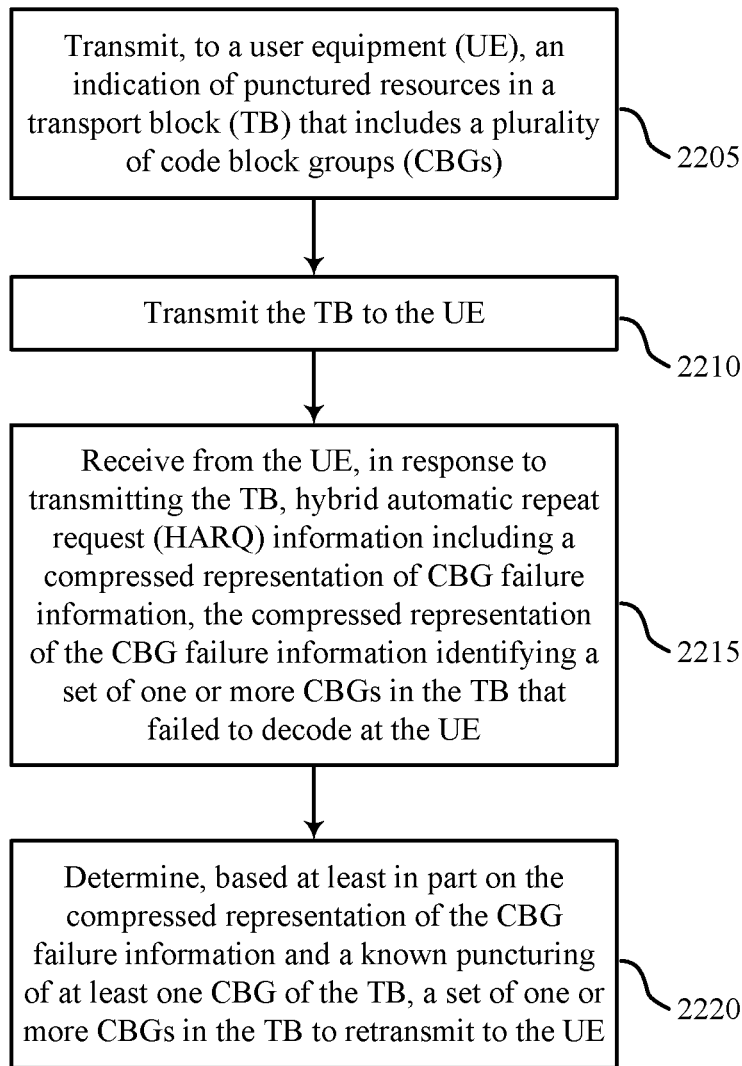 Transmit, to a user equipment (UE), an
indication of punctured resources in a
transport block (TB) that includes a plurality
of code block groups (CBGs)
2205
Transmit the TB to the UE
2210
Receive from the UE, in response to
transmitting the TB, hybrid automatic repeat
request (HARQ) information including a
compressed representation of CBG failure
information, the compressed representation
of the CBG failure information identifying a
set of one or more CBGs in the TB that
failed to decode at the UE
2215
Determine, based at least in part on the
compressed representation of the CBG
failure information and a known puncturing
of at least one CBG of the TB, a set of one or
more CBGs in the TB to retransmit to the UE
2220